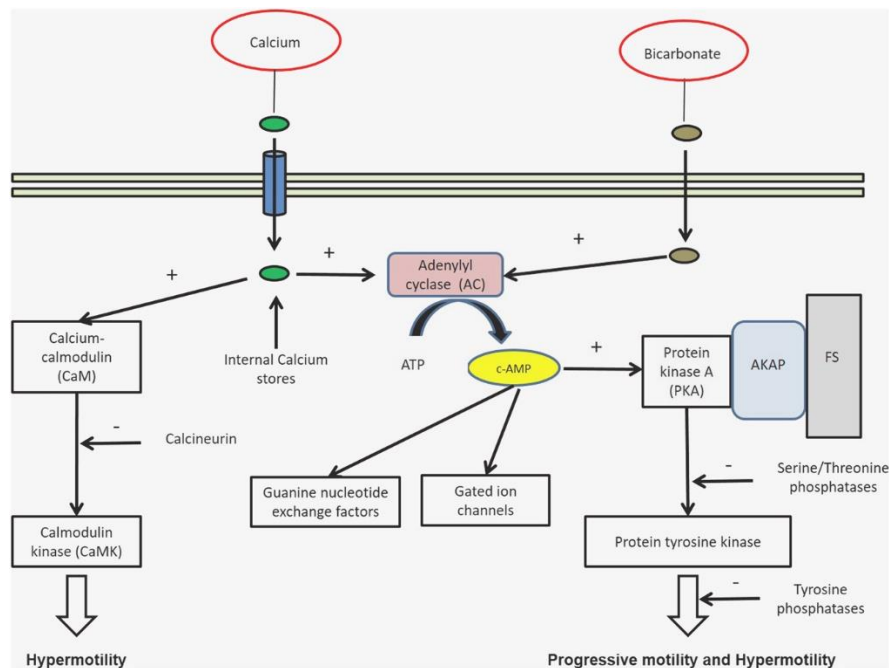 Calcium
Bicarbonate
+
+
+
Adenylyl
cyclase (AC)
Calcium-
calmodulin
(CaM)
Internal Calcium
stores
ATP
c-AMP
+
Protein
kinase A
(PKA)
AKAP
FS
-
Calcineurin
Guanine nucleotide
exchange factors
Gated ion
channels
-
Serine/Threonine
phosphatases
Calmodulin
kinase (CaMK)
Protein tyrosine kinase
-
Tyrosine
phosphatases
Hypermotility
Progressive motility and Hypermotility